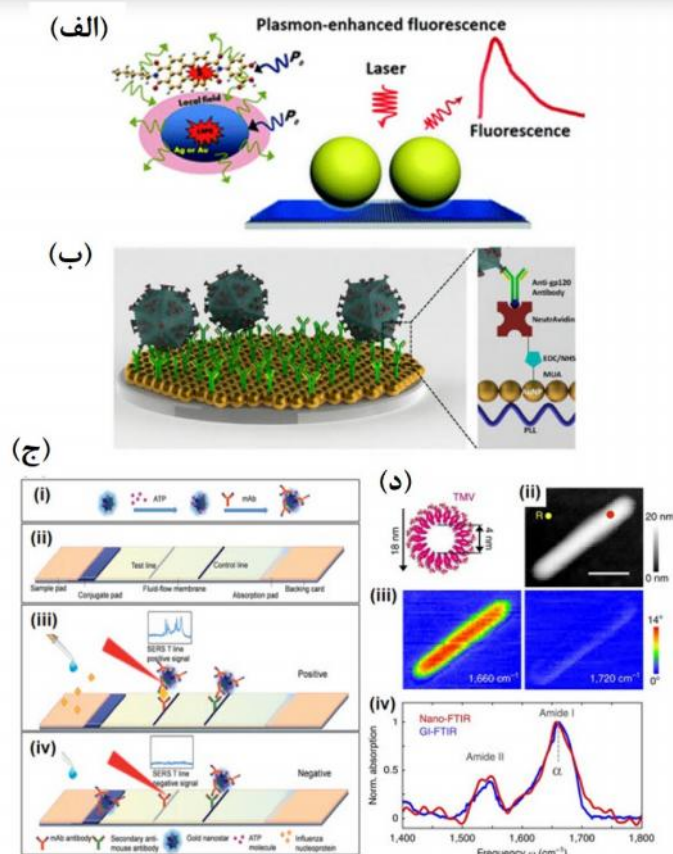 (الف)
Plasmon-enhanced fluorescence
Laser
Fluorescence
P₀
Local field
LSPR
Ag or Au
P₀
(ب)
Anti-gp120
Antibody
NeutrAvidin
EDC/NHS
MUA
PLL
(ج)
(i)
ATP
mAb
(ii)
Test line
Control line
Sample pad
Conjugate pad
Fluid-flow membrane
Absorption pad
Backing card
(iii)
SERS T line
positive signal
Positive
(iv)
SERS T line
negative signal
Negative
mAb antibody
Secondary anti-
mouse antibody
Gold nanostar
ATP
molecule
Influenza
nucleoprotein
(د)
TMV
18 nm
4 nm
(ii)
R
20 nm
0 nm
(iii)
1,660 cm⁻¹
1,720 cm⁻¹
14°
0°
(iv)
Nano-FTIR
GI-FTIR
Amide I
Amide II
α
Norm. absorption
1
0.5
0
1,400
1,500
1,600
1,700
1,800
Frequency ω (cm⁻¹)